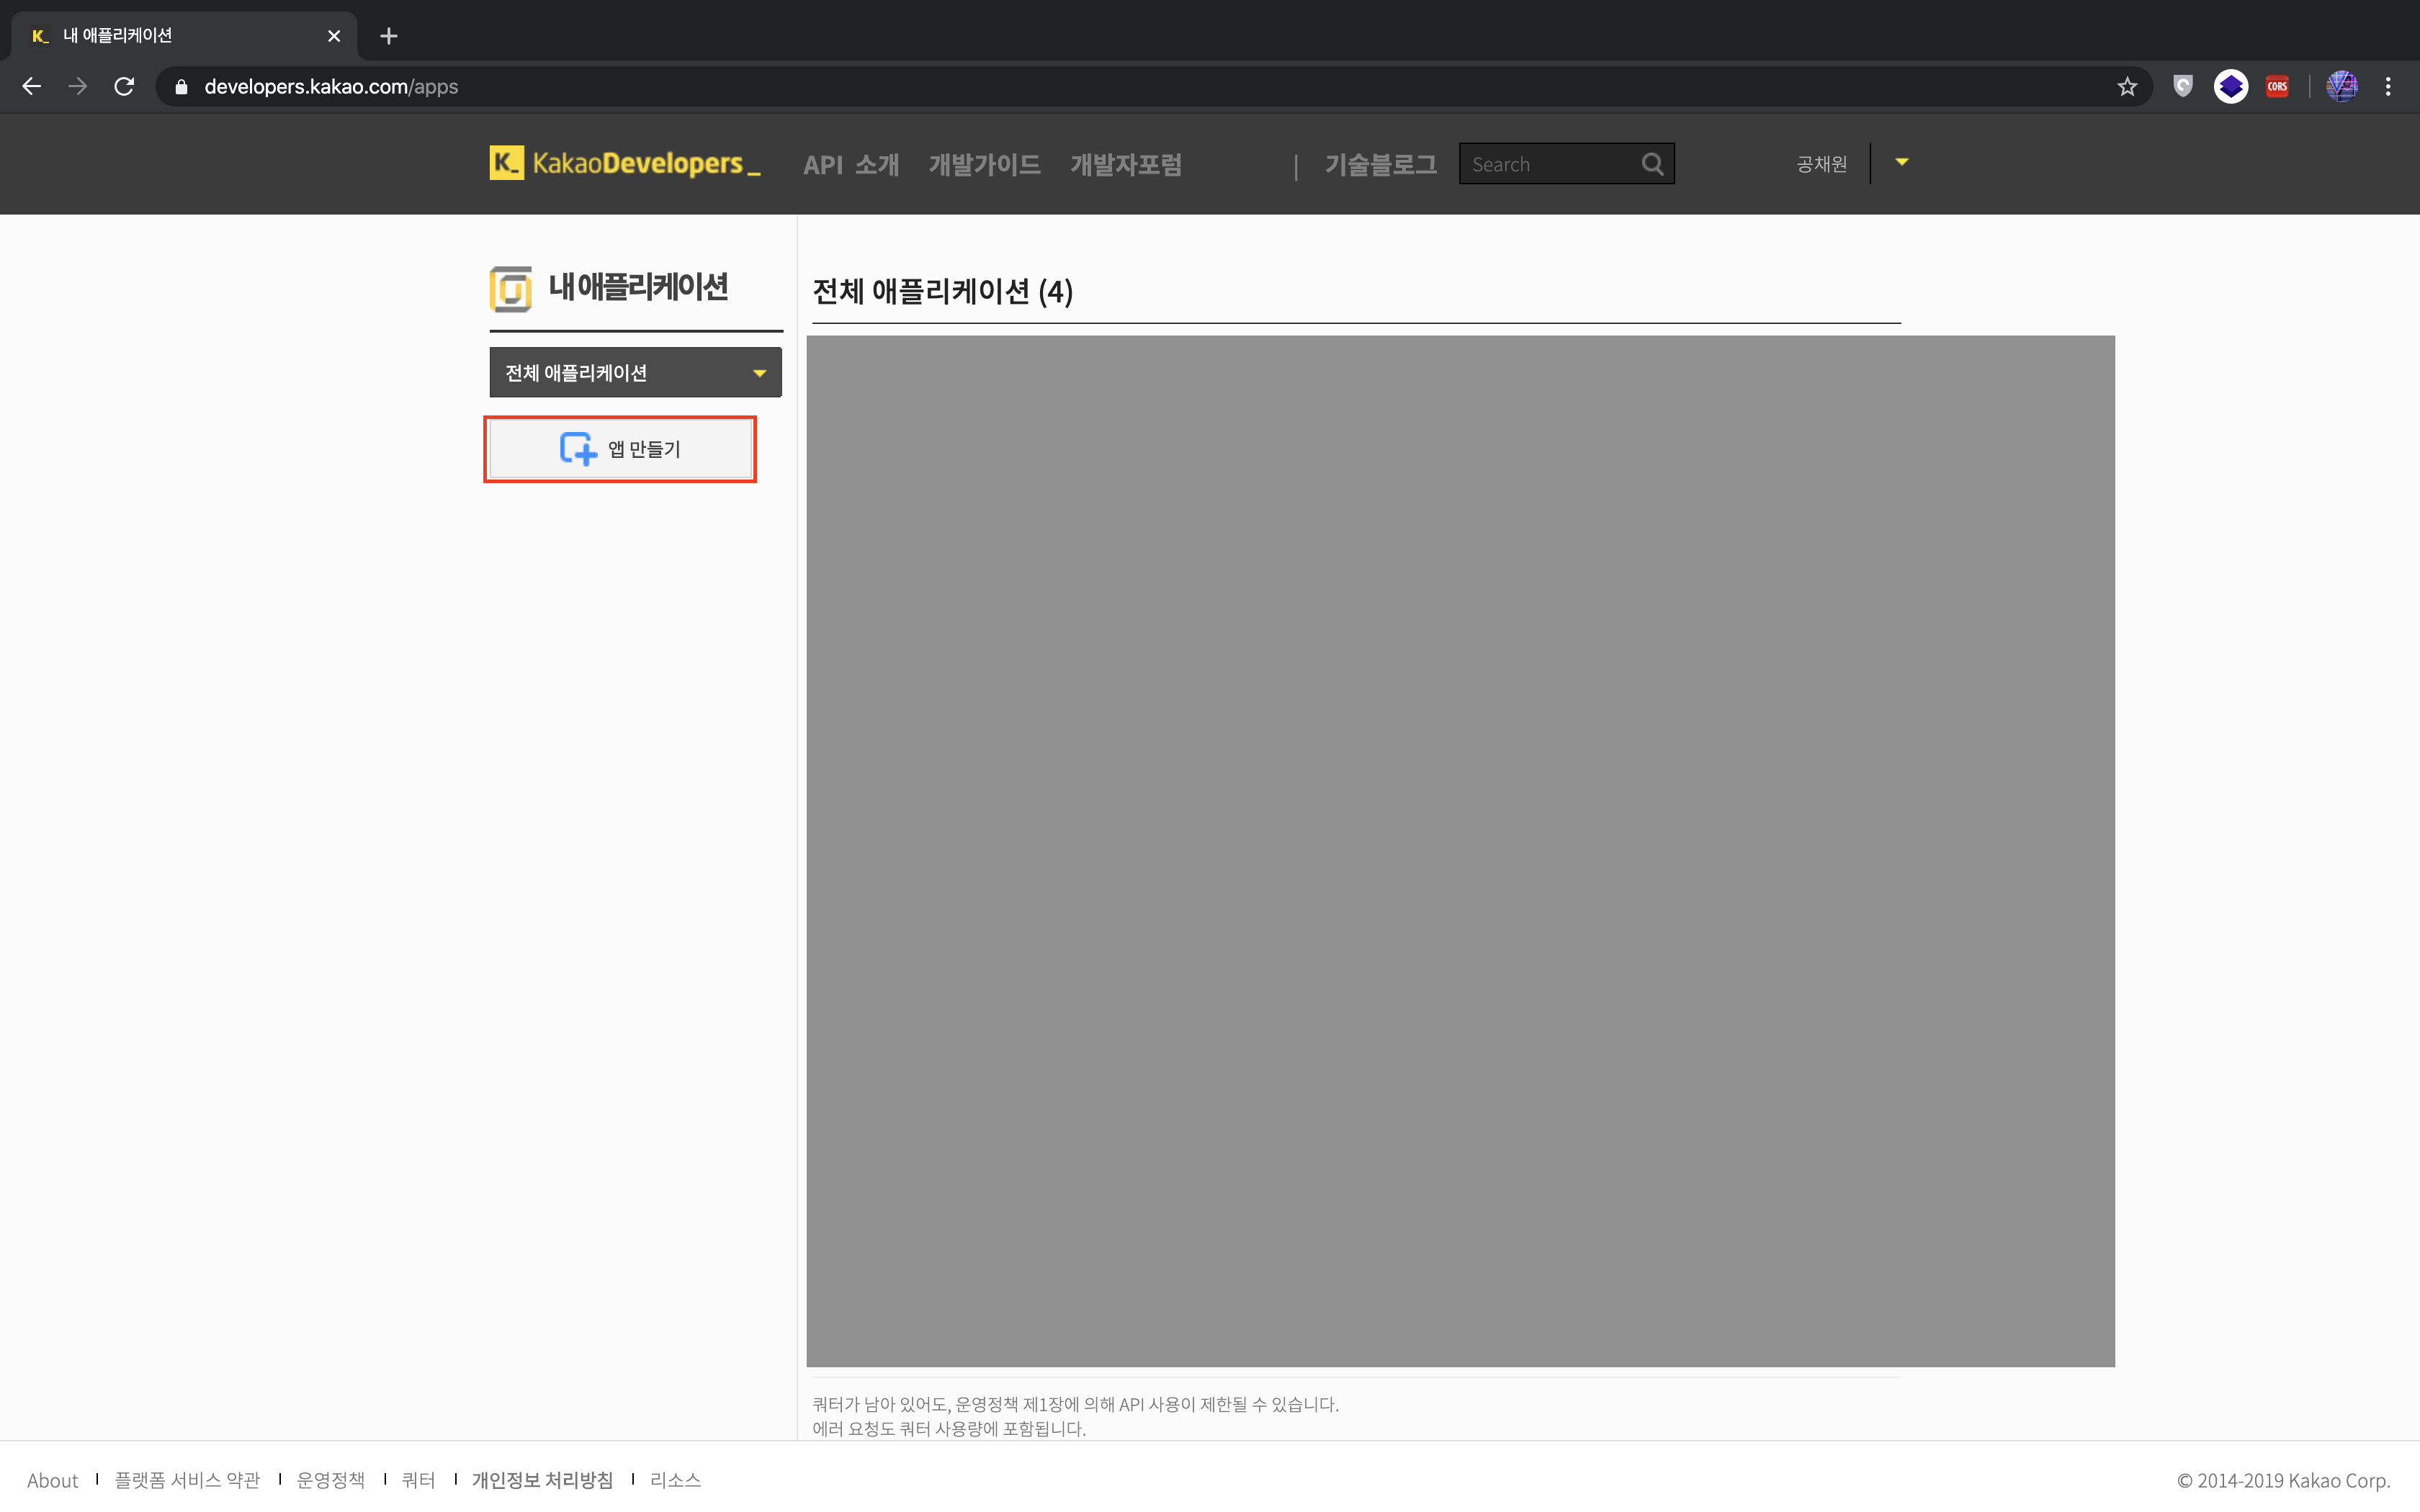 내 애플리케이션
developers.kakao.com/apps
CORS
K_ KakaoDevelopers_ API 소개 개발가이드 개발자포럼 | 기술블로그 Search 공채원
내 애플리케이션
전체 애플리케이션 (4)
전체 애플리케이션
앱 만들기
쿼터가 남아 있어도, 운영정책 제1장에 의해 API 사용이 제한될 수 있습니다.
에러 요청도 쿼터 사용량에 포함됩니다.
About | 플랫폼 서비스 약관 | 운영정책 | 쿼터 | 개인정보 처리방침 | 리소스 © 2014-2019 Kakao Corp.